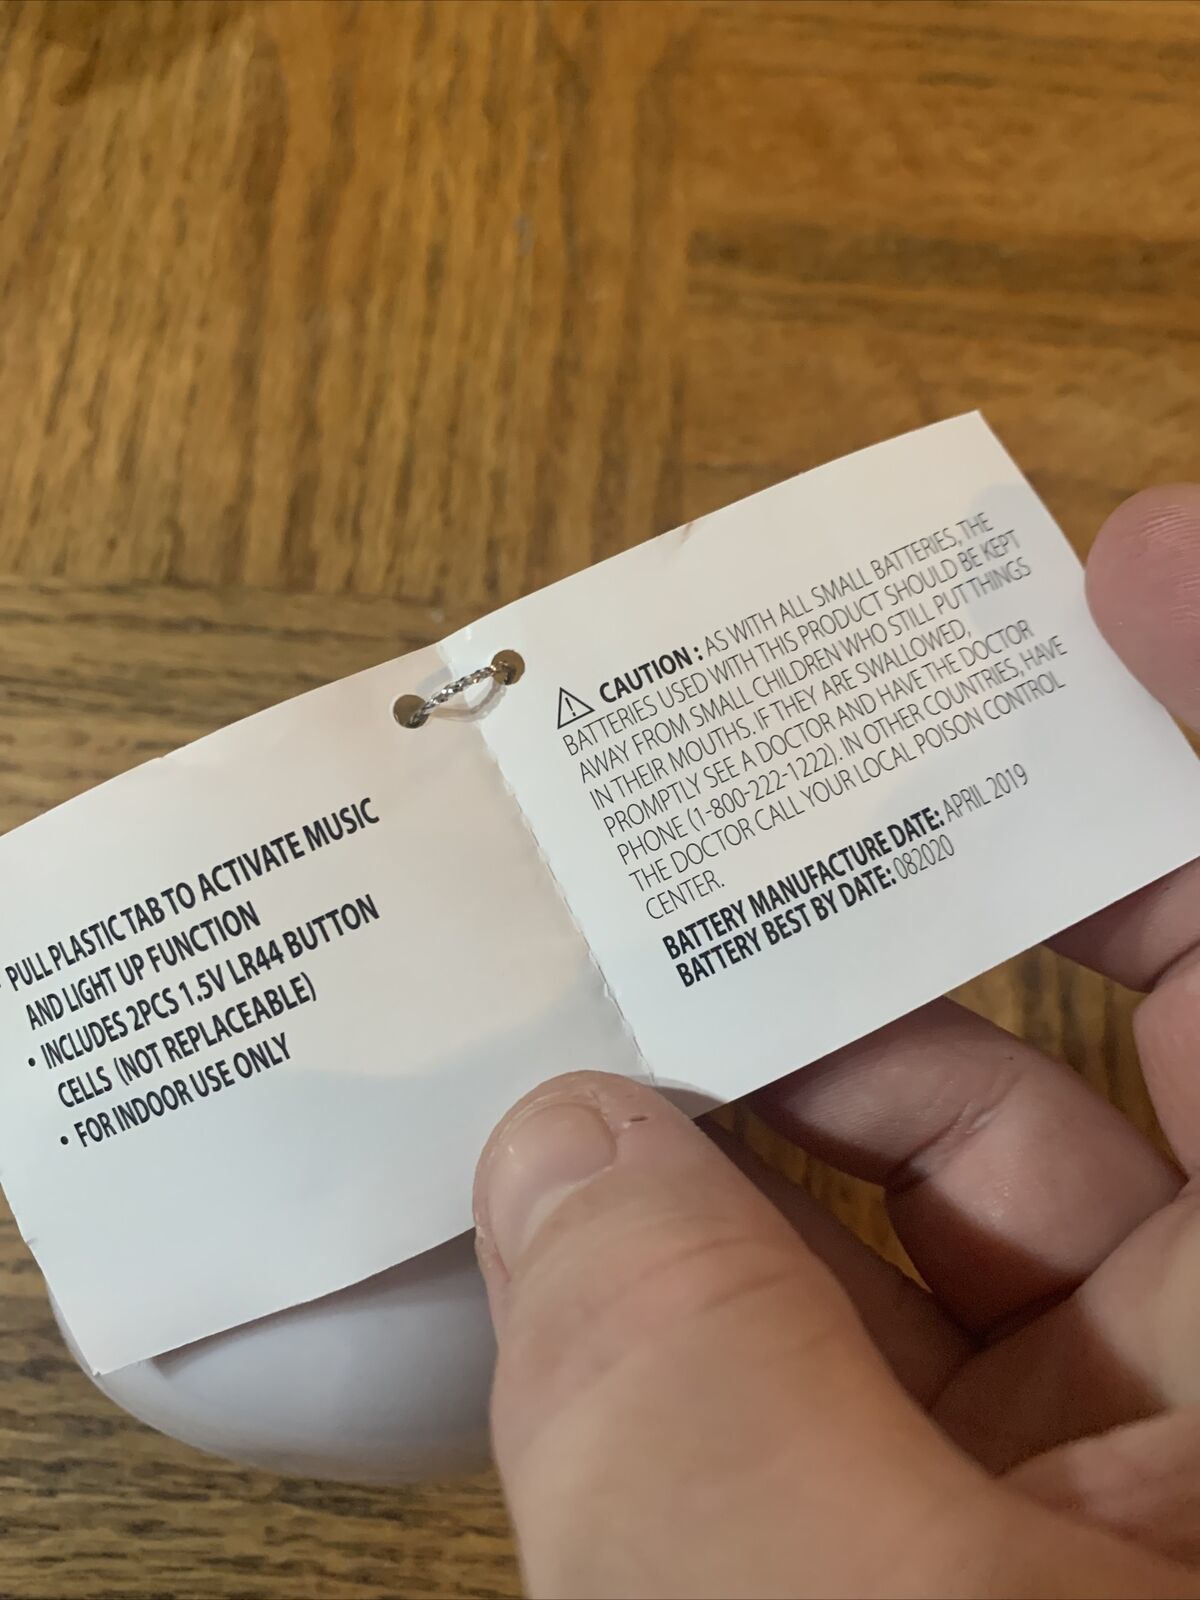 PULL PLASTIC TAB TO ACTIVATE MUSIC
AND LIGHT UP FUNCTION
• INCLUDES 2PCS 1.5V LR44 BUTTON
CELLS (NOT REPLACEABLE)
• FOR INDOOR USE ONLY
⚠ CAUTION : AS WITH ALL SMALL BATTERIES, THE
BATTERIES USED WITH THIS PRODUCT SHOULD BE KEPT
AWAY FROM SMALL CHILDREN WHO STILL PUT THINGS
IN THEIR MOUTHS. IF THEY ARE SWALLOWED,
PROMPTLY SEE A DOCTOR AND HAVE THE DOCTOR
PHONE (1-800-222-1222). IN OTHER COUNTRIES, HAVE
THE DOCTOR CALL YOUR LOCAL POISON CONTROL
CENTER.
BATTERY MANUFACTURE DATE: APRIL 2019
BATTERY BEST BY DATE: 082020